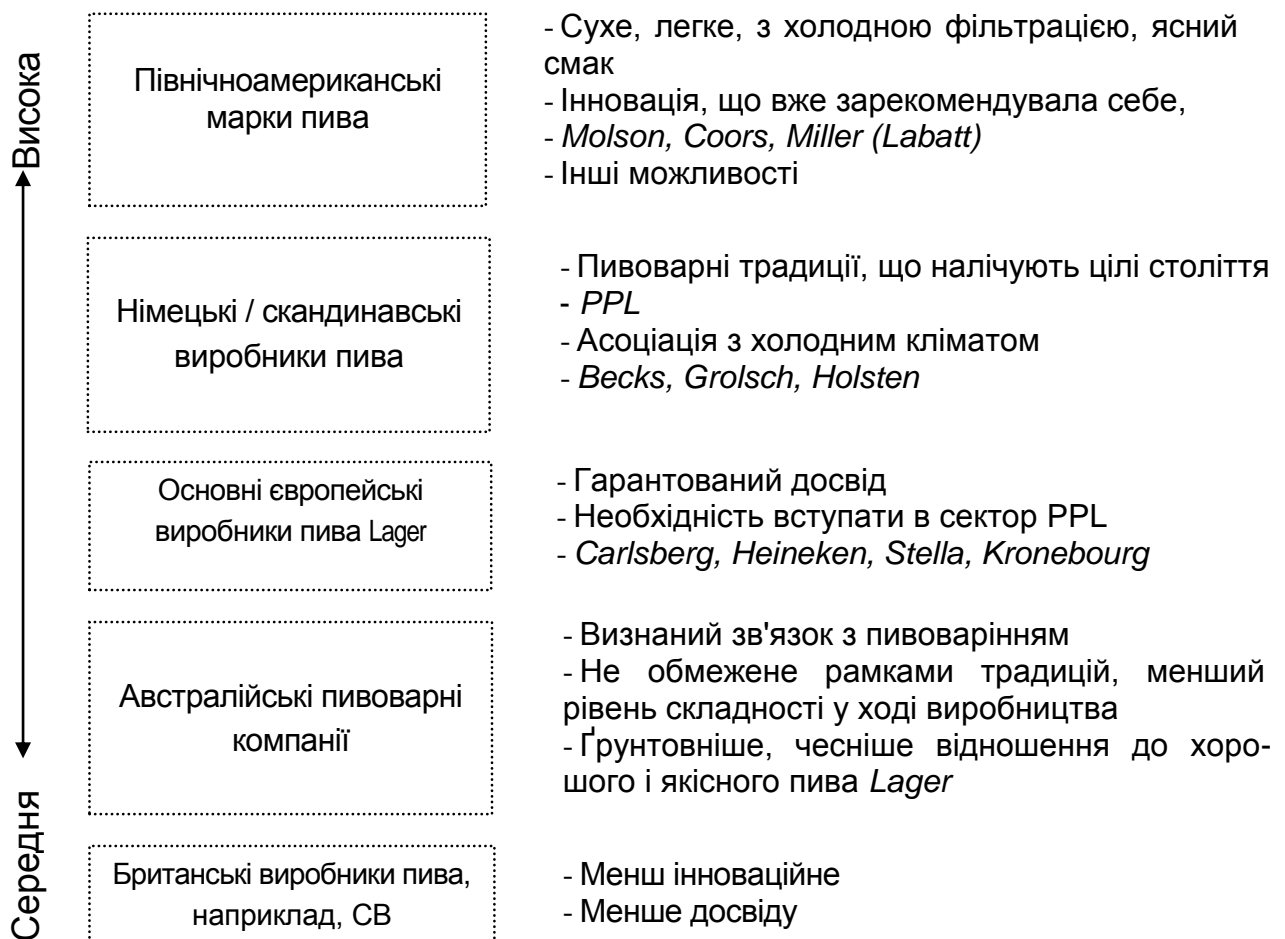 Висока
Північноамериканські
марки пива
- Сухе, легке, з холодною фільтрацією, ясний
смак
- Інновація, що вже зарекомендувала себе,
- Molson, Coors, Miller (Labatt)
- Інші можливості
Німецькі / скандинавські
виробники пива
- Пивоварні традиції, що налічують цілі століття
- PPL
- Асоціація з холодним кліматом
- Becks, Grolsch, Holsten
Основні європейські
виробники пива Lager
- Гарантований досвід
- Необхідність вступати в сектор PPL
- Carlsberg, Heineken, Stella, Kronebourg
Австралійські пивоварні
компанії
- Визнаний зв'язок з пивоварінням
- Не обмежене рамками традицій, менший
рівень складності у ході виробництва
- Ґрунтовніше, чесніше відношення до хоро-
шого і якісного пива Lager
Середня
Британські виробники пива,
наприклад, СВ
- Менш інноваційне
- Менше досвіду